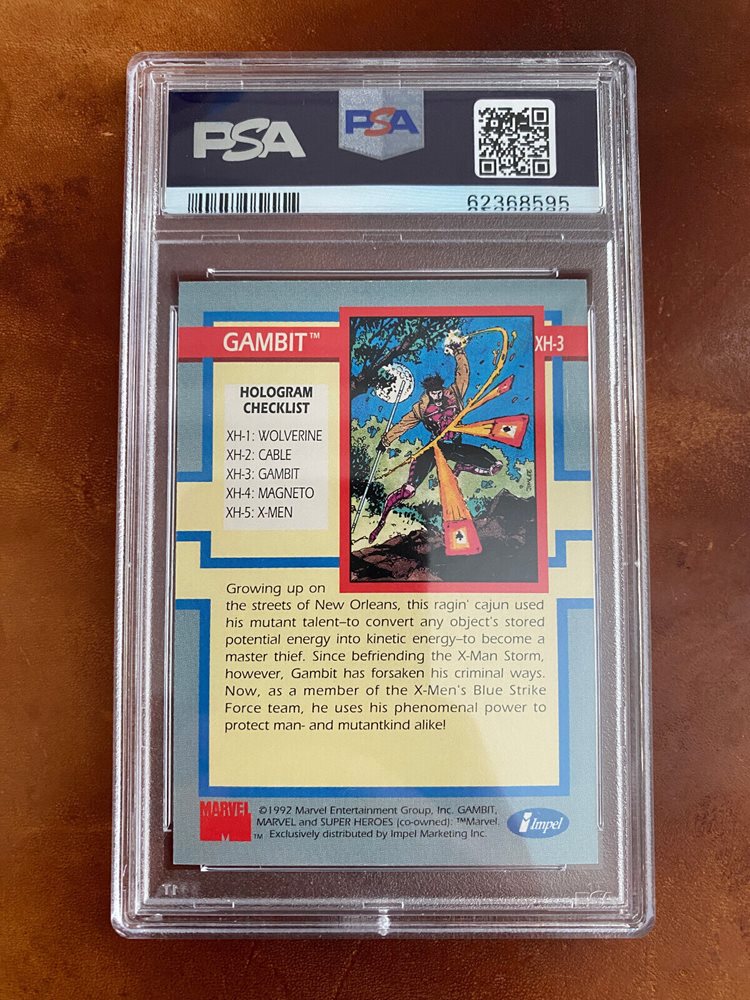 PSA
PSA
62368595
GAMBIT™
XH-3
HOLOGRAM
CHECKLIST
XH-1: WOLVERINE
XH-2: CABLE
XH-3: GAMBIT
XH-4: MAGNETO
XH-5: X-MEN
JIM LEE
Growing up on
the streets of New Orleans, this ragin' cajun used
his mutant talent–to convert any object's stored
potential energy into kinetic energy–to become a
master thief. Since befriending the X-Man Storm,
however, Gambit has forsaken his criminal ways.
Now, as a member of the X-Men's Blue Strike
Force team, he uses his phenomenal power to
protect man- and mutantkind alike!
MARVEL
M
™
©1992 Marvel Entertainment Group, Inc. GAMBIT,
MARVEL and SUPER HEROES (co-owned): ™Marvel.
Exclusively distributed by Impel Marketing Inc.
Impel
PSA